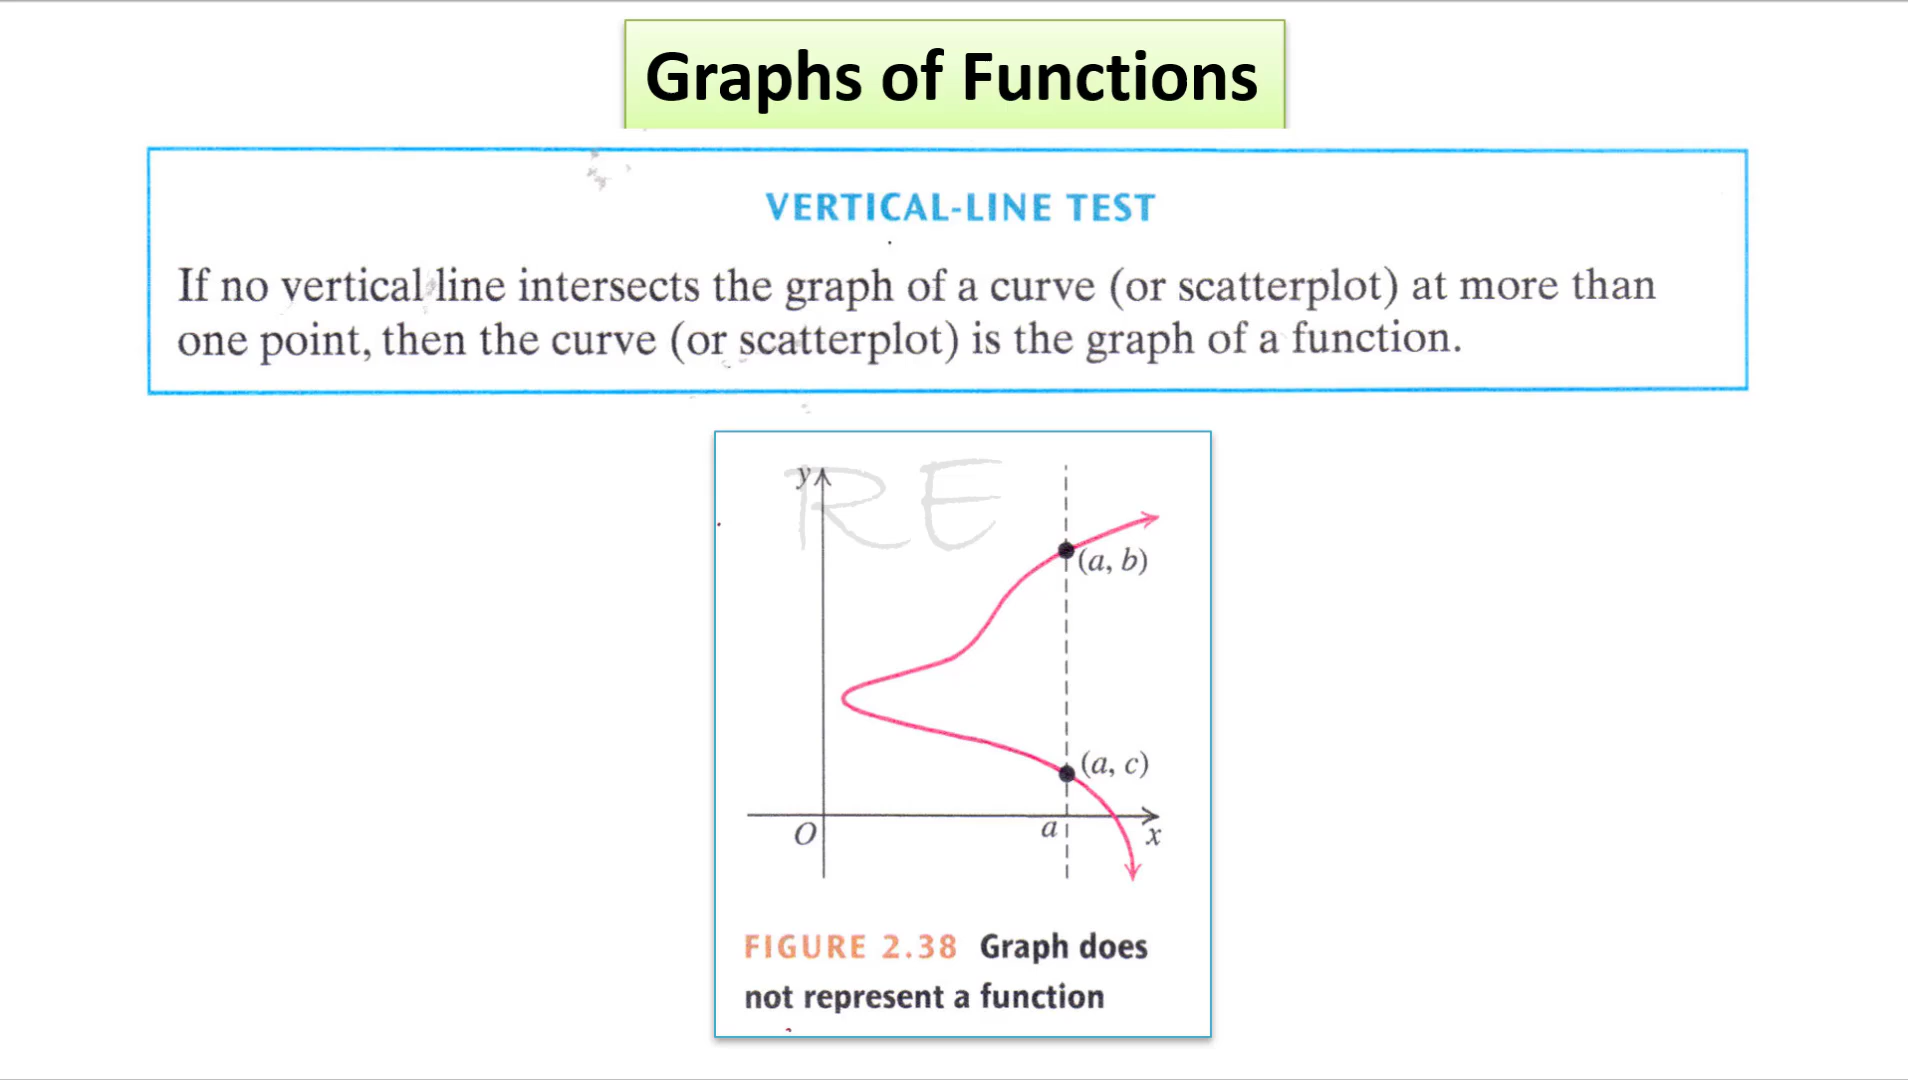 Graphs of Functions
VERTICAL-LINE TEST
If no vertical line intersects the graph of a curve (or scatterplot) at more than
one point, then the curve (or scatterplot) is the graph of a function.
RE
y
(a, b)
(a, c)
O
a
x
FIGURE 2.38 Graph does
not represent a function